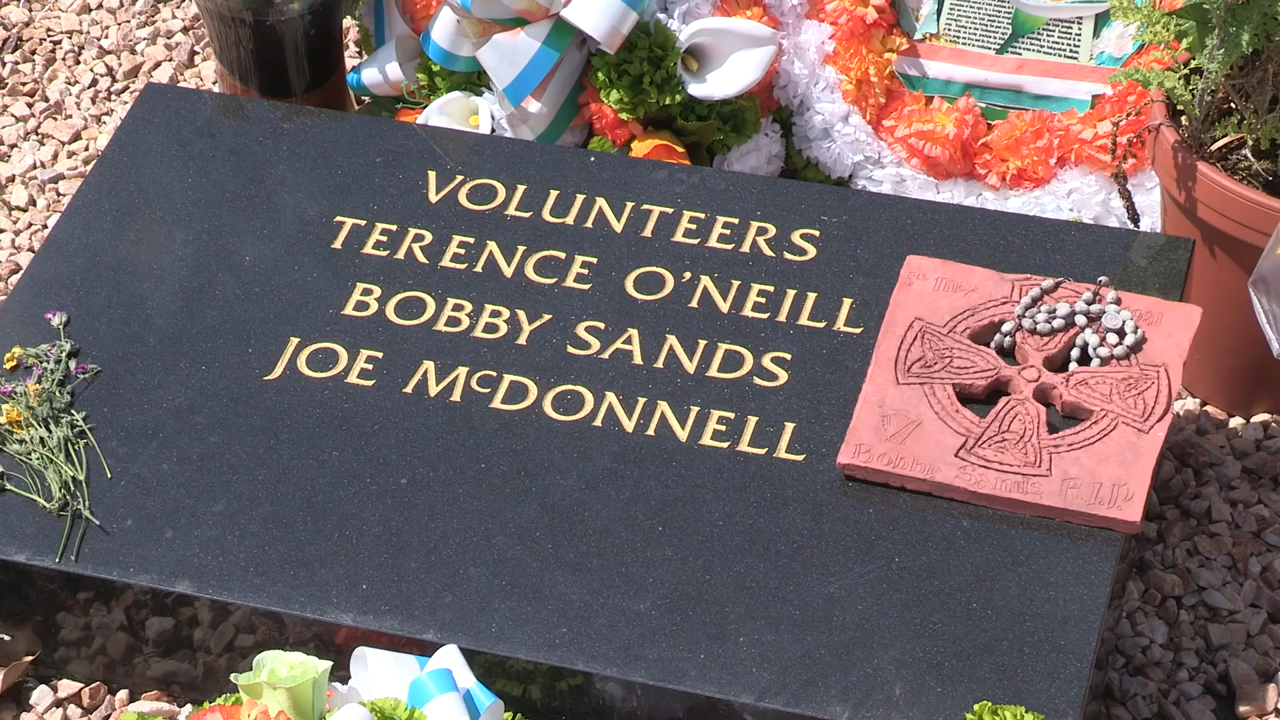 VOLUNTEERS
TERENCE O'NEILL
BOBBY SANDS
JOE McDONNELL
Bobby Sands R.I.P.